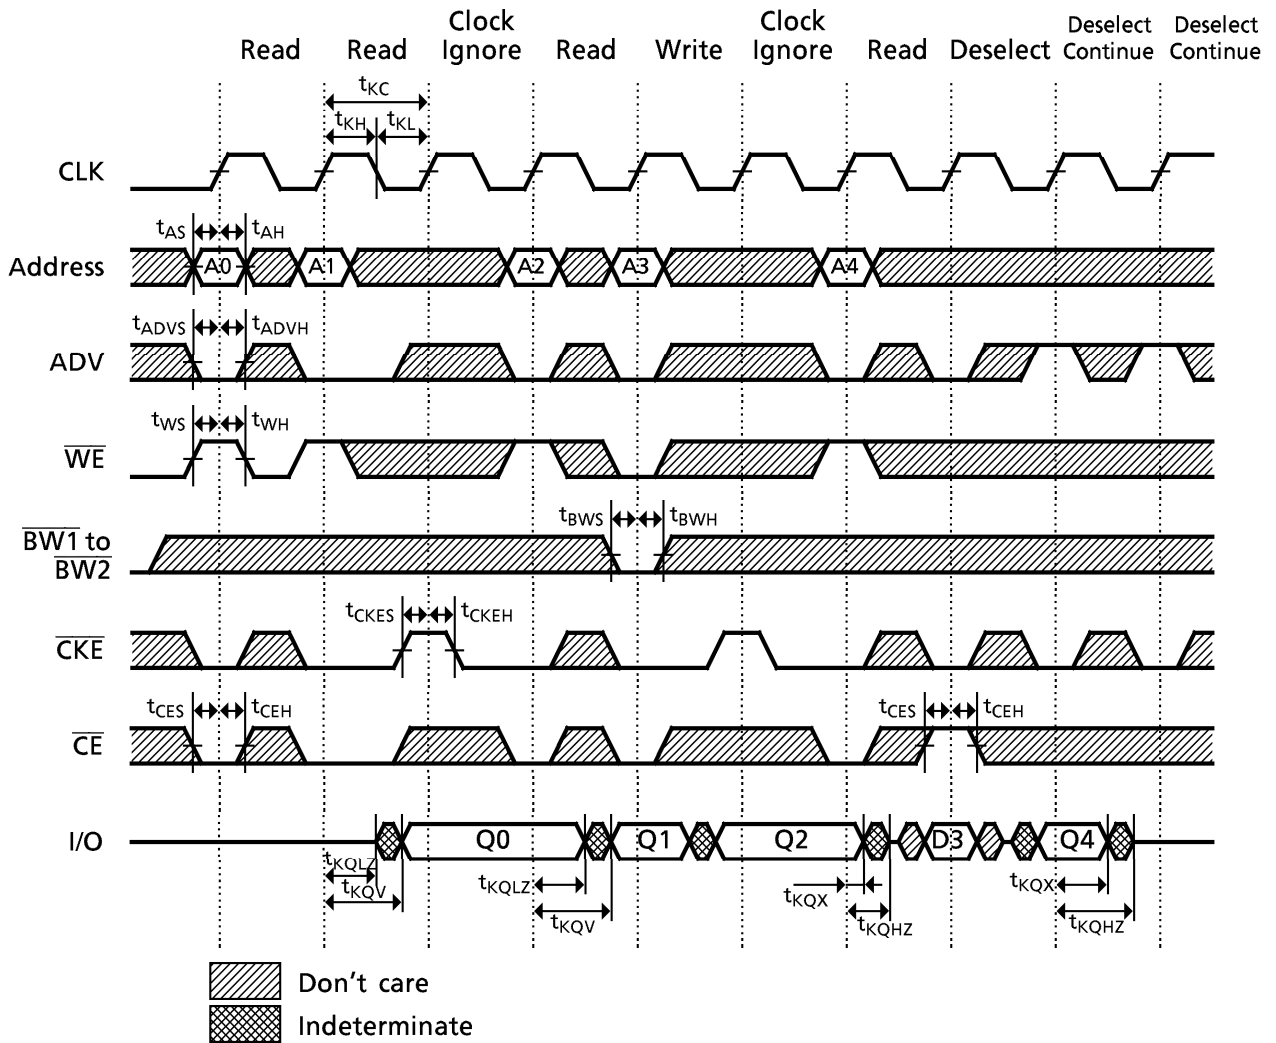 Clock Clock Deselect Deselect
Read Read Ignore Read Write Ignore Read Deselect Continue Continue
tKC
tKH tKL
CLK
tAS tAH
Address A0 A1 A2 A3 A4
tADVS tADVH
ADV
tWS tWH
WE
tBWS tBWH
BW1 to
BW2
tCKES tCKEH
CKE
tCES tCEH tCES tCEH
CE
I/O Q0 Q1 Q2 D3 Q4
tKQLZ tKQLZ tKQX tKQX
tKQV tKQV tKQHZ tKQHZ
Don't care
Indeterminate